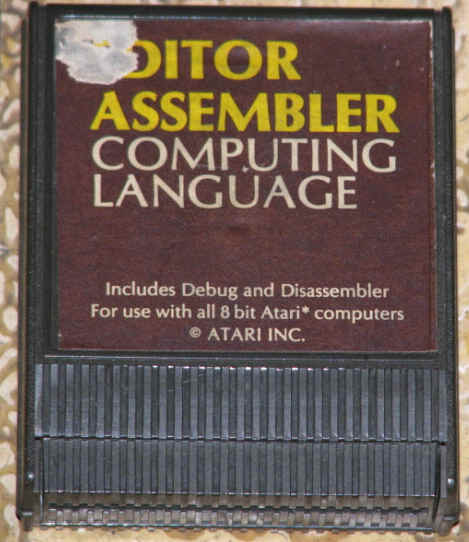 DITOR
ASSEMBLER
COMPUTING
LANGUAGE
Includes Debug and Disassembler
For use with all 8 bit Atari* computers
© ATARI INC.